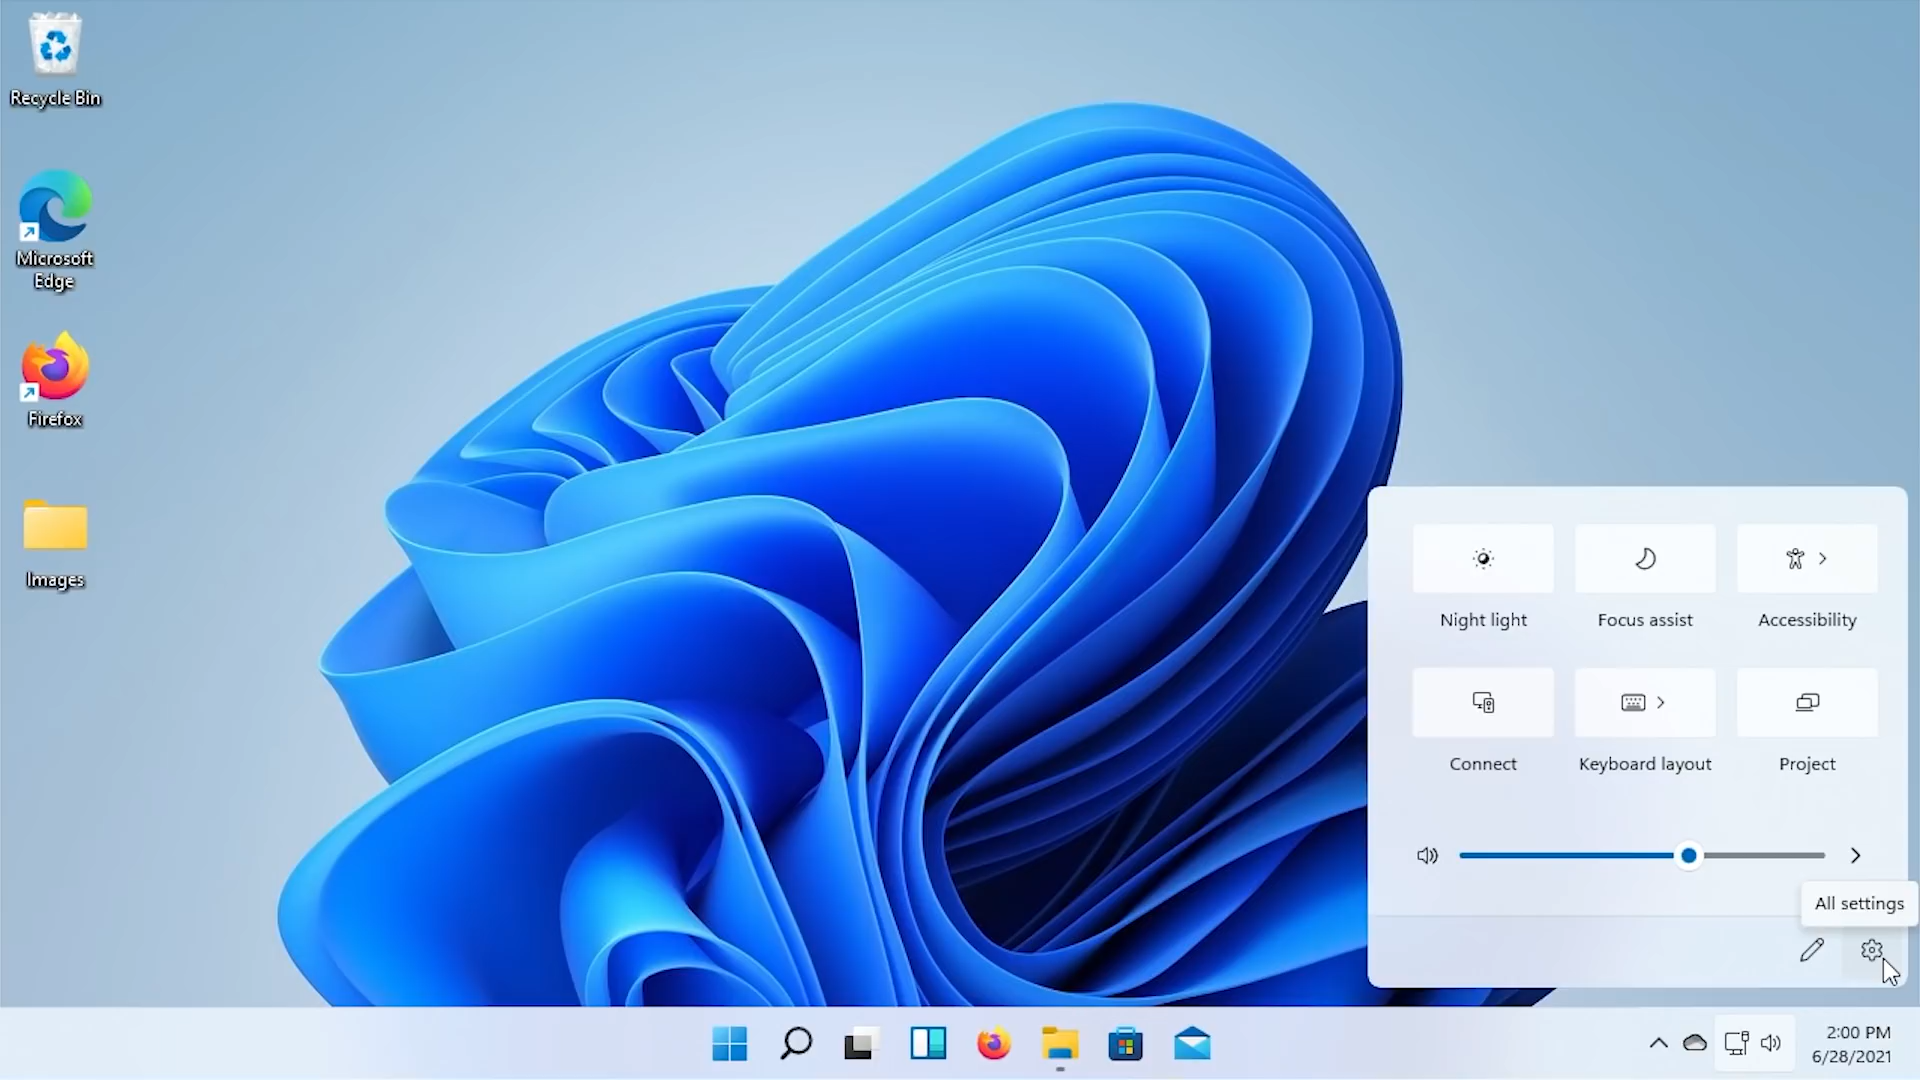 Recycle Bin
Microsoft
Edge
Firefox
Images
Night light
Focus assist
Accessibility
Connect
Keyboard layout
Project
All settings
2:00 PM
6/28/2021